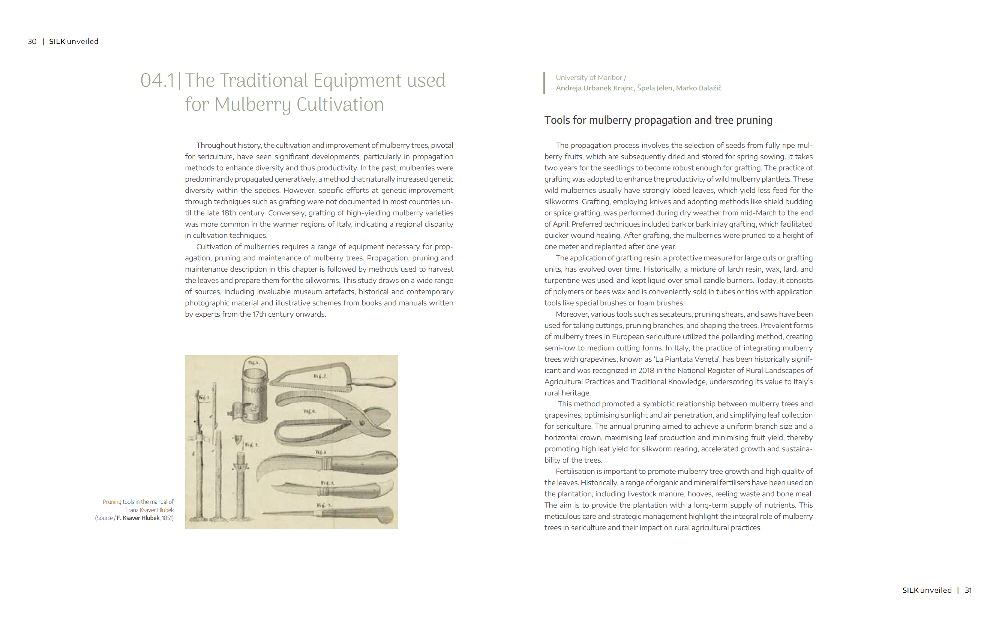 30 | SILK unveiled
04.1| The Traditional Equipment used
for Mulberry Cultivation
Throughout history, the cultivation and improvement of mulberry trees, pivotal
for sericulture, have seen significant developments, particularly in propagation
methods to enhance diversity and thus productivity. In the past, mulberries were
predominantly propagated generatively, a method that naturally increased genetic
diversity within the species. However, specific efforts at genetic improvement
through techniques such as grafting were not documented in most countries un-
til the late 18th century. Conversely, grafting of high-yielding mulberry varieties
was more common in the warmer regions of Italy, indicating a regional disparity
in cultivation techniques.
Cultivation of mulberries requires a range of equipment necessary for prop-
agation, pruning and maintenance of mulberry trees. Propagation, pruning and
maintenance description in this chapter is followed by methods used to harvest
the leaves and prepare them for the silkworms. This study draws on a wide range
of sources, including invaluable museum artefacts, historical and contemporary
photographic material and illustrative schemes from books and manuals written
by experts from the 17th century onwards.
Fig. 8.
Fig. 7.
Fig. 1.
Fig. 6.
Fig. 2.
Fig. 5
Fig. 4.
Fig. 3.
Pruning tools in the manual of
Franz Ksaver Hlubek
(Source / F. Ksaver Hlubek, 1851)
University of Maribor /
Andreja Urbanek Krajnc, Špela Jelen, Marko Balažič
Tools for mulberry propagation and tree pruning
The propagation process involves the selection of seeds from fully ripe mul-
berry fruits, which are subsequently dried and stored for spring sowing. It takes
two years for the seedlings to become robust enough for grafting. The practice of
grafting was adopted to enhance the productivity of wild mulberry plantlets. These
wild mulberries usually have strongly lobed leaves, which yield less feed for the
silkworms. Grafting, employing knives and adopting methods like shield budding
or splice grafting, was performed during dry weather from mid-March to the end
of April. Preferred techniques included bark or bark inlay grafting, which facilitated
quicker wound healing. After grafting, the mulberries were pruned to a height of
one meter and replanted after one year.
The application of grafting resin, a protective measure for large cuts or grafting
units, has evolved over time. Historically, a mixture of larch resin, wax, lard, and
turpentine was used, and kept liquid over small candle burners. Today, it consists
of polymers or bees wax and is conveniently sold in tubes or tins with application
tools like special brushes or foam brushes.
Moreover, various tools such as secateurs, pruning shears, and saws have been
used for taking cuttings, pruning branches, and shaping the trees. Prevalent forms
of mulberry trees in European sericulture utilized the pollarding method, creating
semi-low to medium cutting forms. In Italy, the practice of integrating mulberry
trees with grapevines, known as ‘La Piantata Veneta’, has been historically signif-
icant and was recognized in 2018 in the National Register of Rural Landscapes of
Agricultural Practices and Traditional Knowledge, underscoring its value to Italy’s
rural heritage.
This method promoted a symbiotic relationship between mulberry trees and
grapevines, optimising sunlight and air penetration, and simplifying leaf collection
for sericulture. The annual pruning aimed to achieve a uniform branch size and a
horizontal crown, maximising leaf production and minimising fruit yield, thereby
promoting high leaf yield for silkworm rearing, accelerated growth and sustaina-
bility of the trees.
Fertilisation is important to promote mulberry tree growth and high quality of
the leaves. Historically, a range of organic and mineral fertilisers have been used on
the plantation, including livestock manure, hooves, reeling waste and bone meal.
The aim is to provide the plantation with a long-term supply of nutrients. This
meticulous care and strategic management highlight the integral role of mulberry
trees in sericulture and their impact on rural agricultural practices.
SILK unveiled | 31